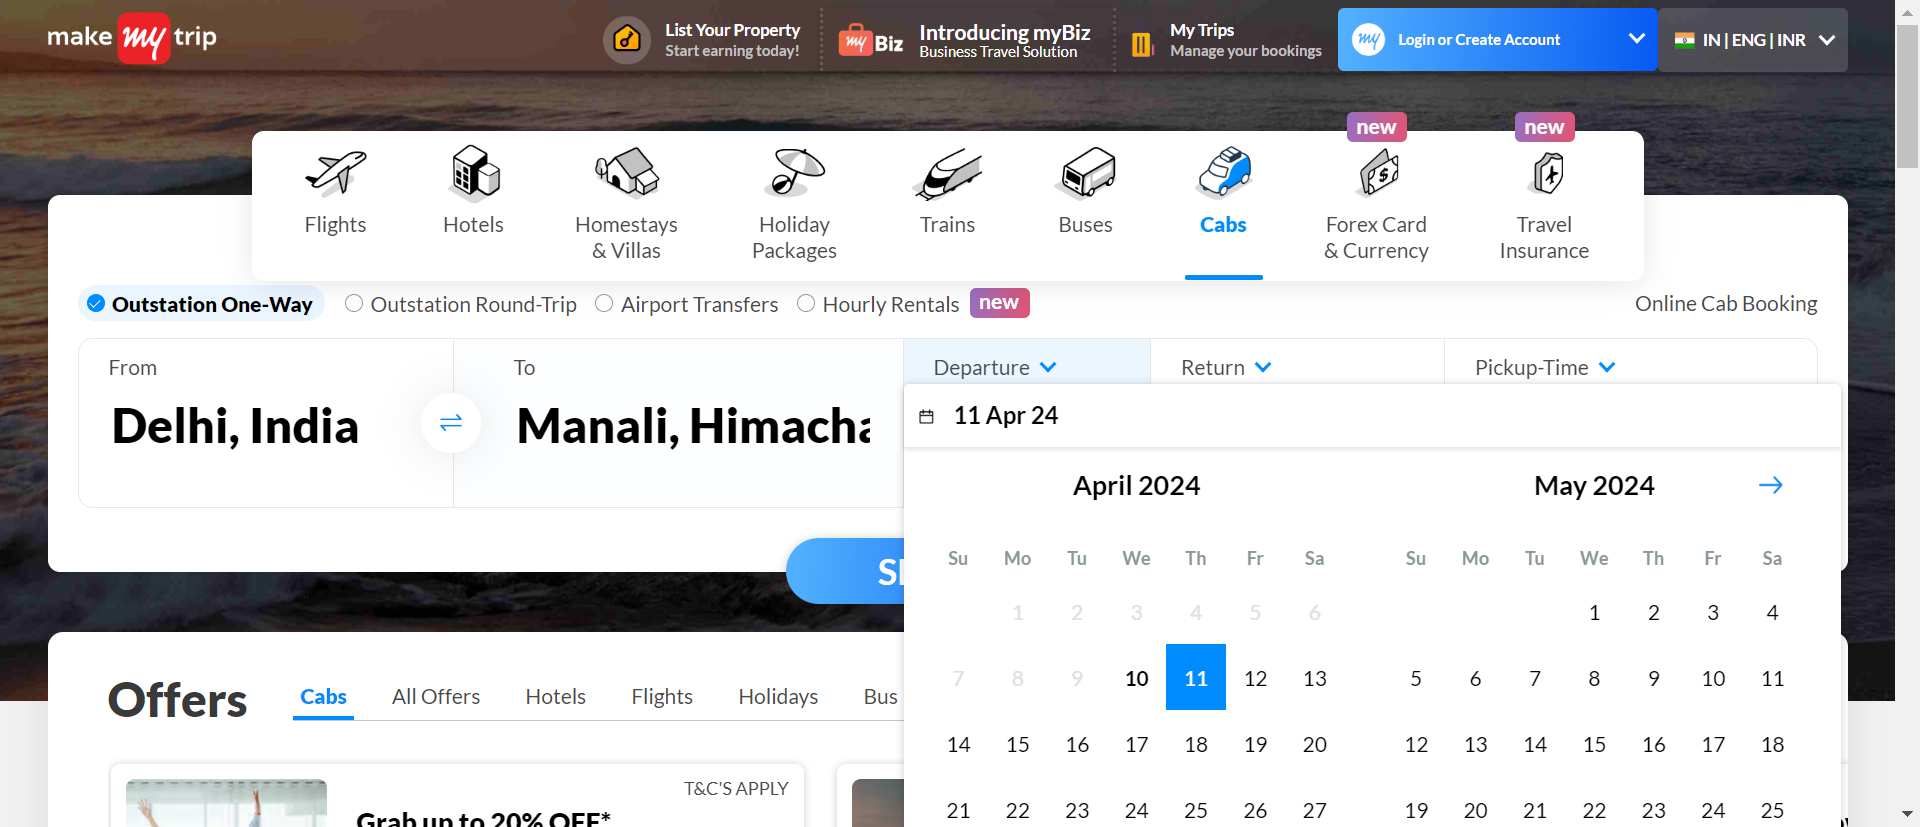 make my trip
List Your Property
Start earning today!
my Biz
Introducing myBiz
Business Travel Solution
My Trips
Manage your bookings
my Login or Create Account
IN | ENG | INR
new
new
Flights
Hotels
Homestays
& Villas
Holiday
Packages
Trains
Buses
Cabs
Forex Card
& Currency
Travel
Insurance
Outstation One-Way
Outstation Round-Trip
Airport Transfers
Hourly Rentals
new
Online Cab Booking
From
To
Departure
Return
Pickup-Time
Delhi, India
Manali, Himacha
11 Apr 24
April 2024
May 2024
Su Mo Tu We Th Fr Sa
Su Mo Tu We Th Fr Sa
1 2 3 4 5 6
1 2 3 4
7 8 9 10 11 12 13
5 6 7 8 9 10 11
14 15 16 17 18 19 20
12 13 14 15 16 17 18
21 22 23 24 25 26 27
19 20 21 22 23 24 25
Offers
Cabs
All Offers
Hotels
Flights
Holidays
Bus
T&C'S APPLY
Grab up to 20% OFF*